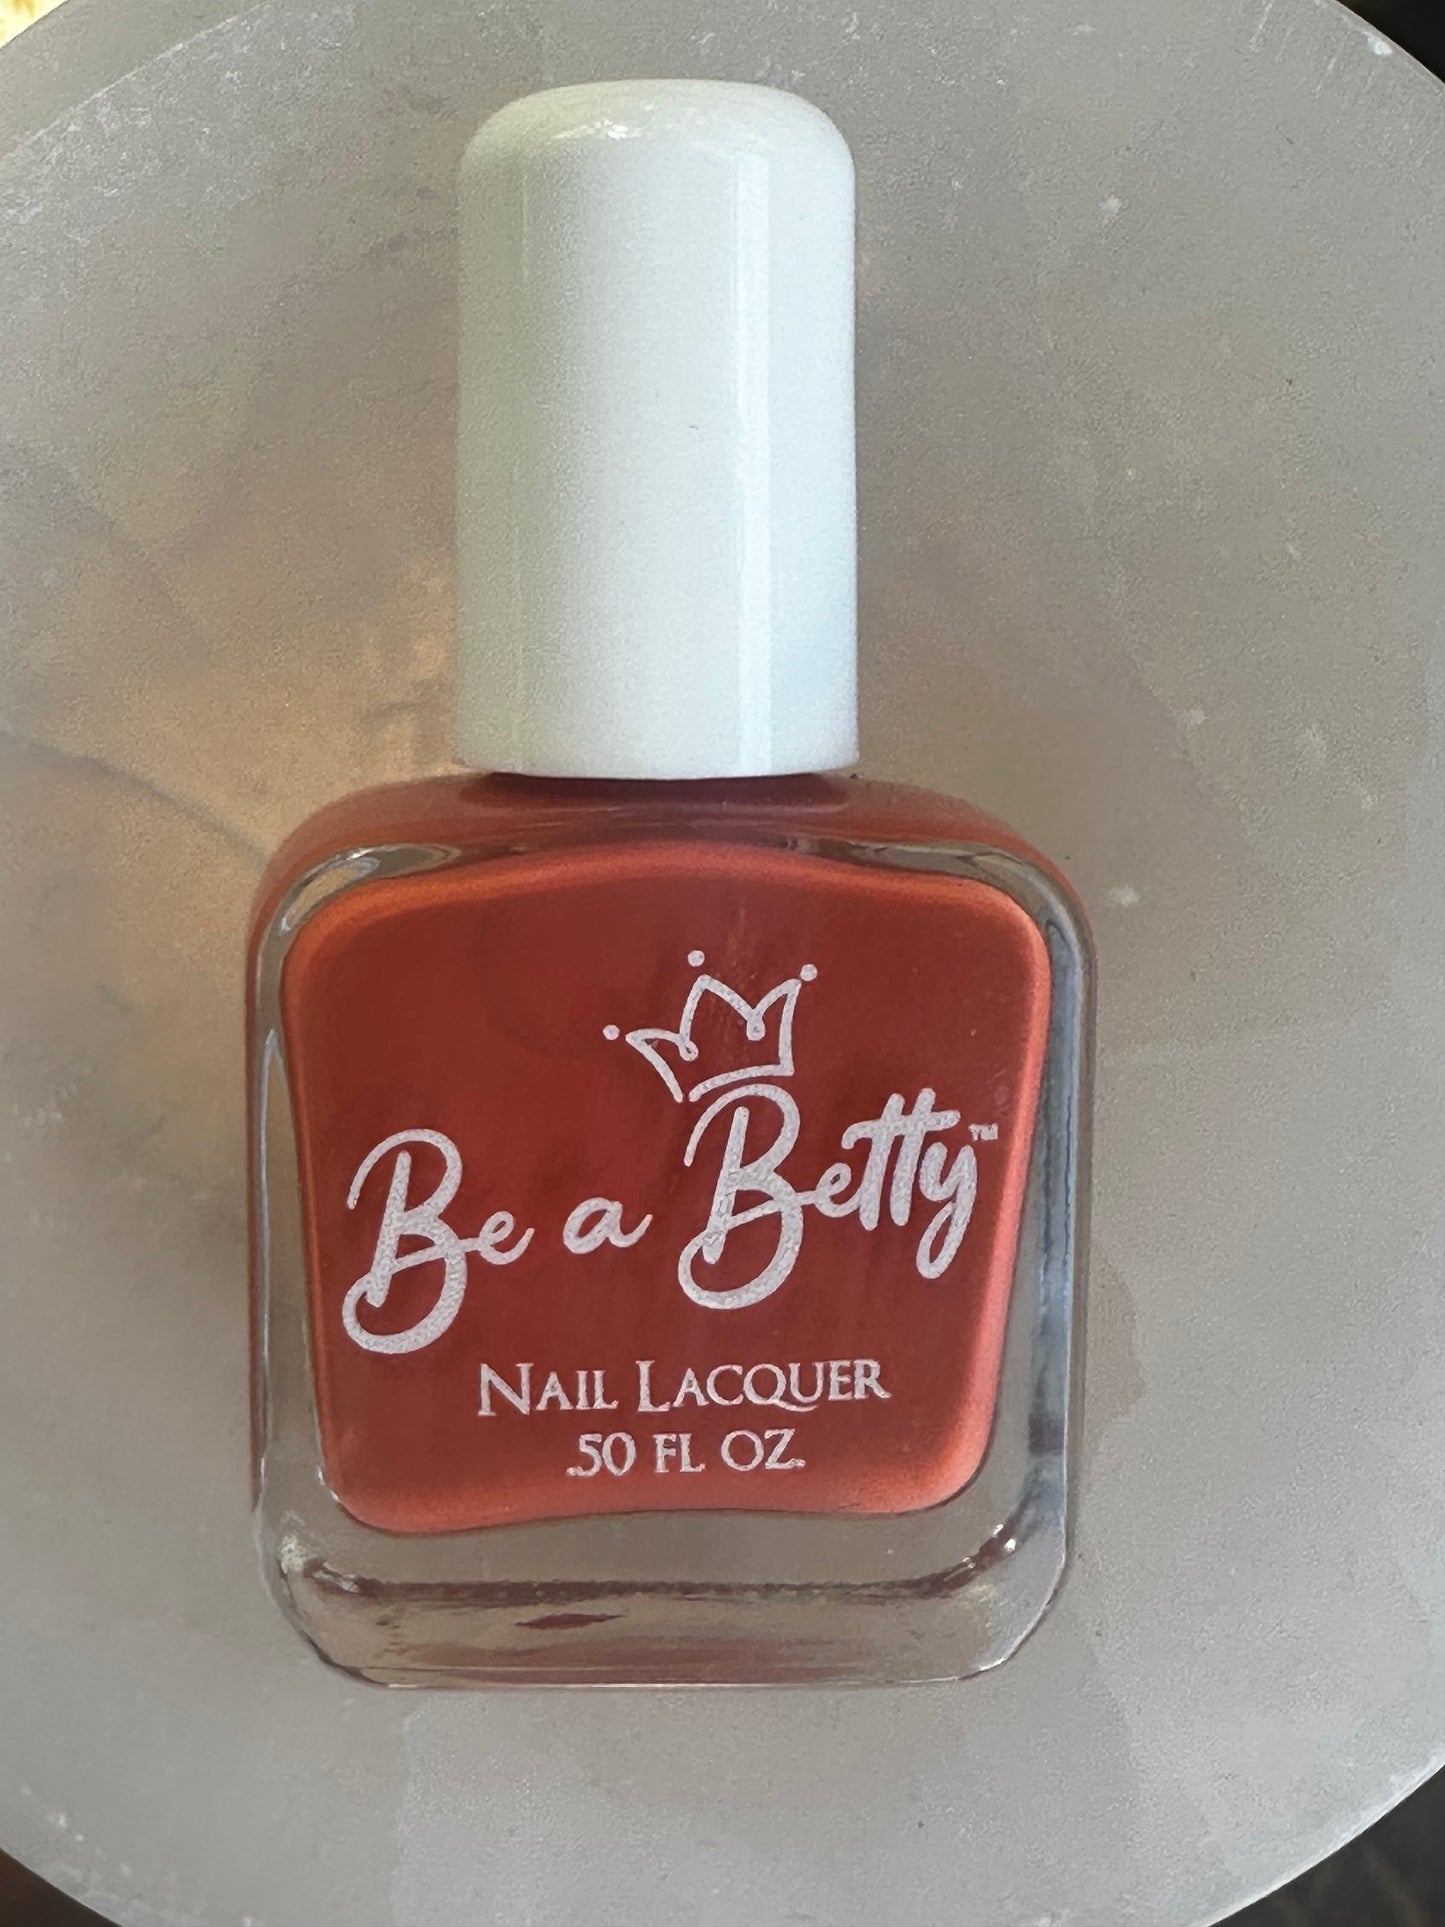 Be a Betty™
NAIL LACQUER
.50 FL OZ.